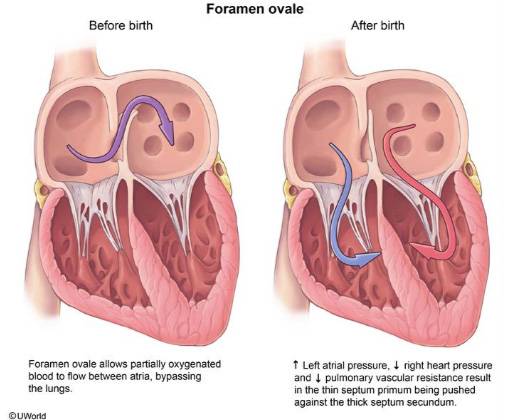 Foramen ovale
Before birth
After birth
Foramen ovale allows partially oxygenated
blood to flow between atria, bypassing
the lungs.
↑ Left atrial pressure, ↓ right heart pressure
and ↓ pulmonary vascular resistance result
in the thin septum primum being pushed
against the thick septum secundum.
©UWorld